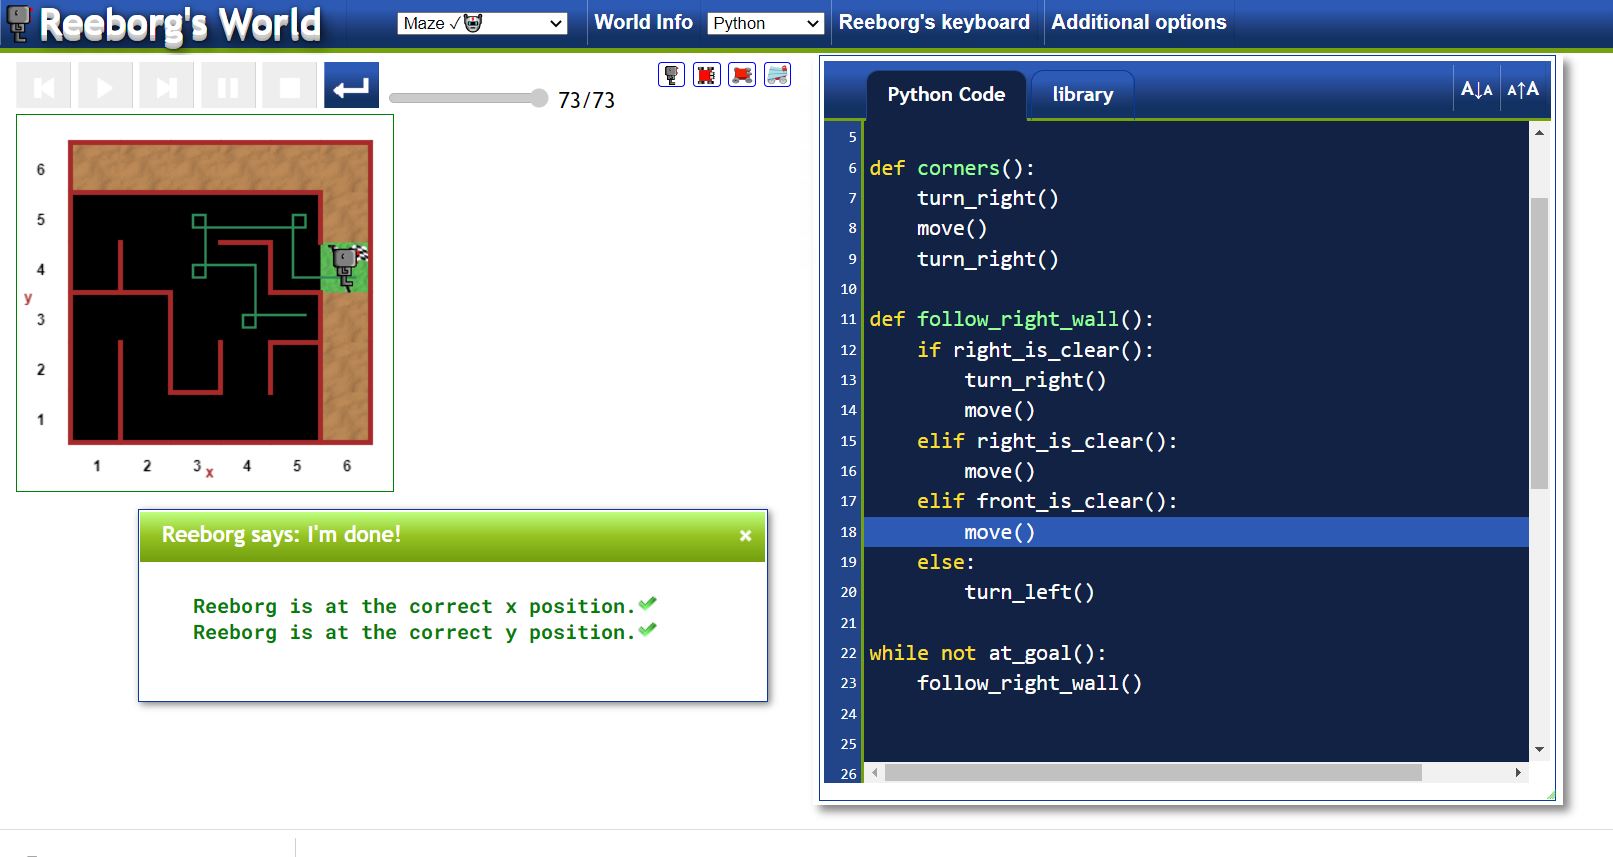 Reeborg's World
Maze ✓
World Info
Python
Reeborg's keyboard
Additional options
73/73
Python Code
library
A↓A
A↑A
6
5
4
y
3
2
1
1 2 3 x 4 5 6
Reeborg says: I'm done!
×
Reeborg is at the correct x position.
Reeborg is at the correct y position.
5
6 def corners():
7 turn_right()
8 move()
9 turn_right()
10
11 def follow_right_wall():
12 if right_is_clear():
13 turn_right()
14 move()
15 elif right_is_clear():
16 move()
17 elif front_is_clear():
18 move()
19 else:
20 turn_left()
21
22 while not at_goal():
23 follow_right_wall()
24
25
26